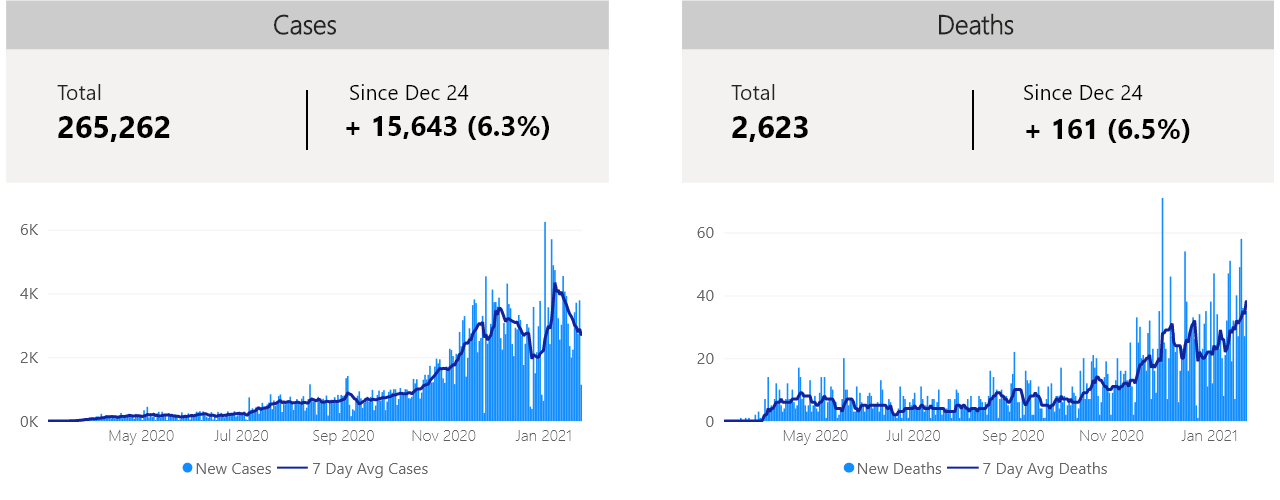 Cases
Total
265,262
Since Dec 24
+ 15,643 (6.3%)
6K
4K
2K
0K
May 2020
Jul 2020
Sep 2020
Nov 2020
Jan 2021
New Cases
7 Day Avg Cases
Deaths
Total
2,623
Since Dec 24
+ 161 (6.5%)
60
40
20
0
May 2020
Jul 2020
Sep 2020
Nov 2020
Jan 2021
New Deaths
7 Day Avg Deaths